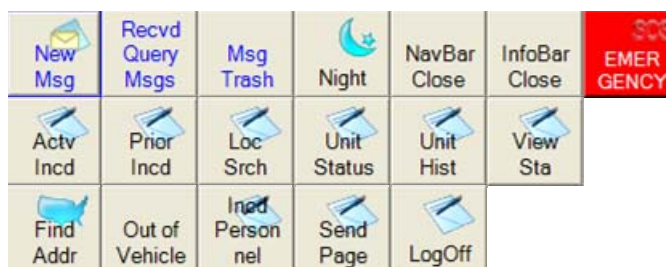 New
Msg
Recvd
Query
Msgs
Msg
Trash
Night
NavBar
Close
InfoBar
Close
EMER
GENCY
Actv
Incd
Prior
Incd
Loc
Srch
Unit
Status
Unit
Hist
View
Sta
Find
Addr
Out of
Vehicle
Incd
Person
nel
Send
Page
LogOff